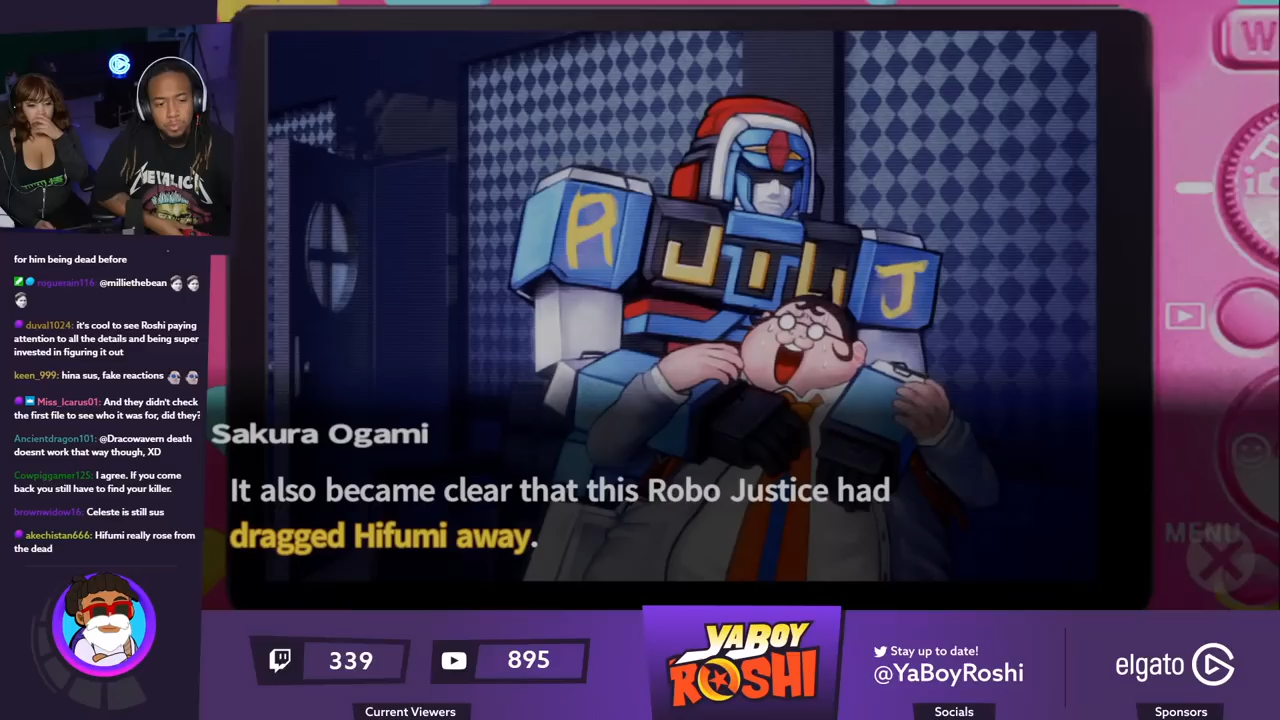 METALLICA
for him being dead before
roguerain116: @milliethebean
duval1024: it's cool to see Roshi paying
attention to all the details and being super
invested in figuring it out
keen_999: hina sus, fake reactions
Miss_Icarus01: And they didn't check
the first file to see who it was for, did they?
Ancientdragon101: @Dracowavern death
doesnt work that way though, XD
Cowpiggamer125: I agree. If you come
back you still have to find your killer.
brownwidow16: Celeste is still sus
akechistan666: Hifumi really rose from
the dead
R
J
Sakura Ogami
It also became clear that this Robo Justice had
dragged Hifumi away.
W
MENU
339
895
Current Viewers
YABOY
ROSHI
Stay up to date!
@YaBoyRoshi
Socials
elgato
Sponsors